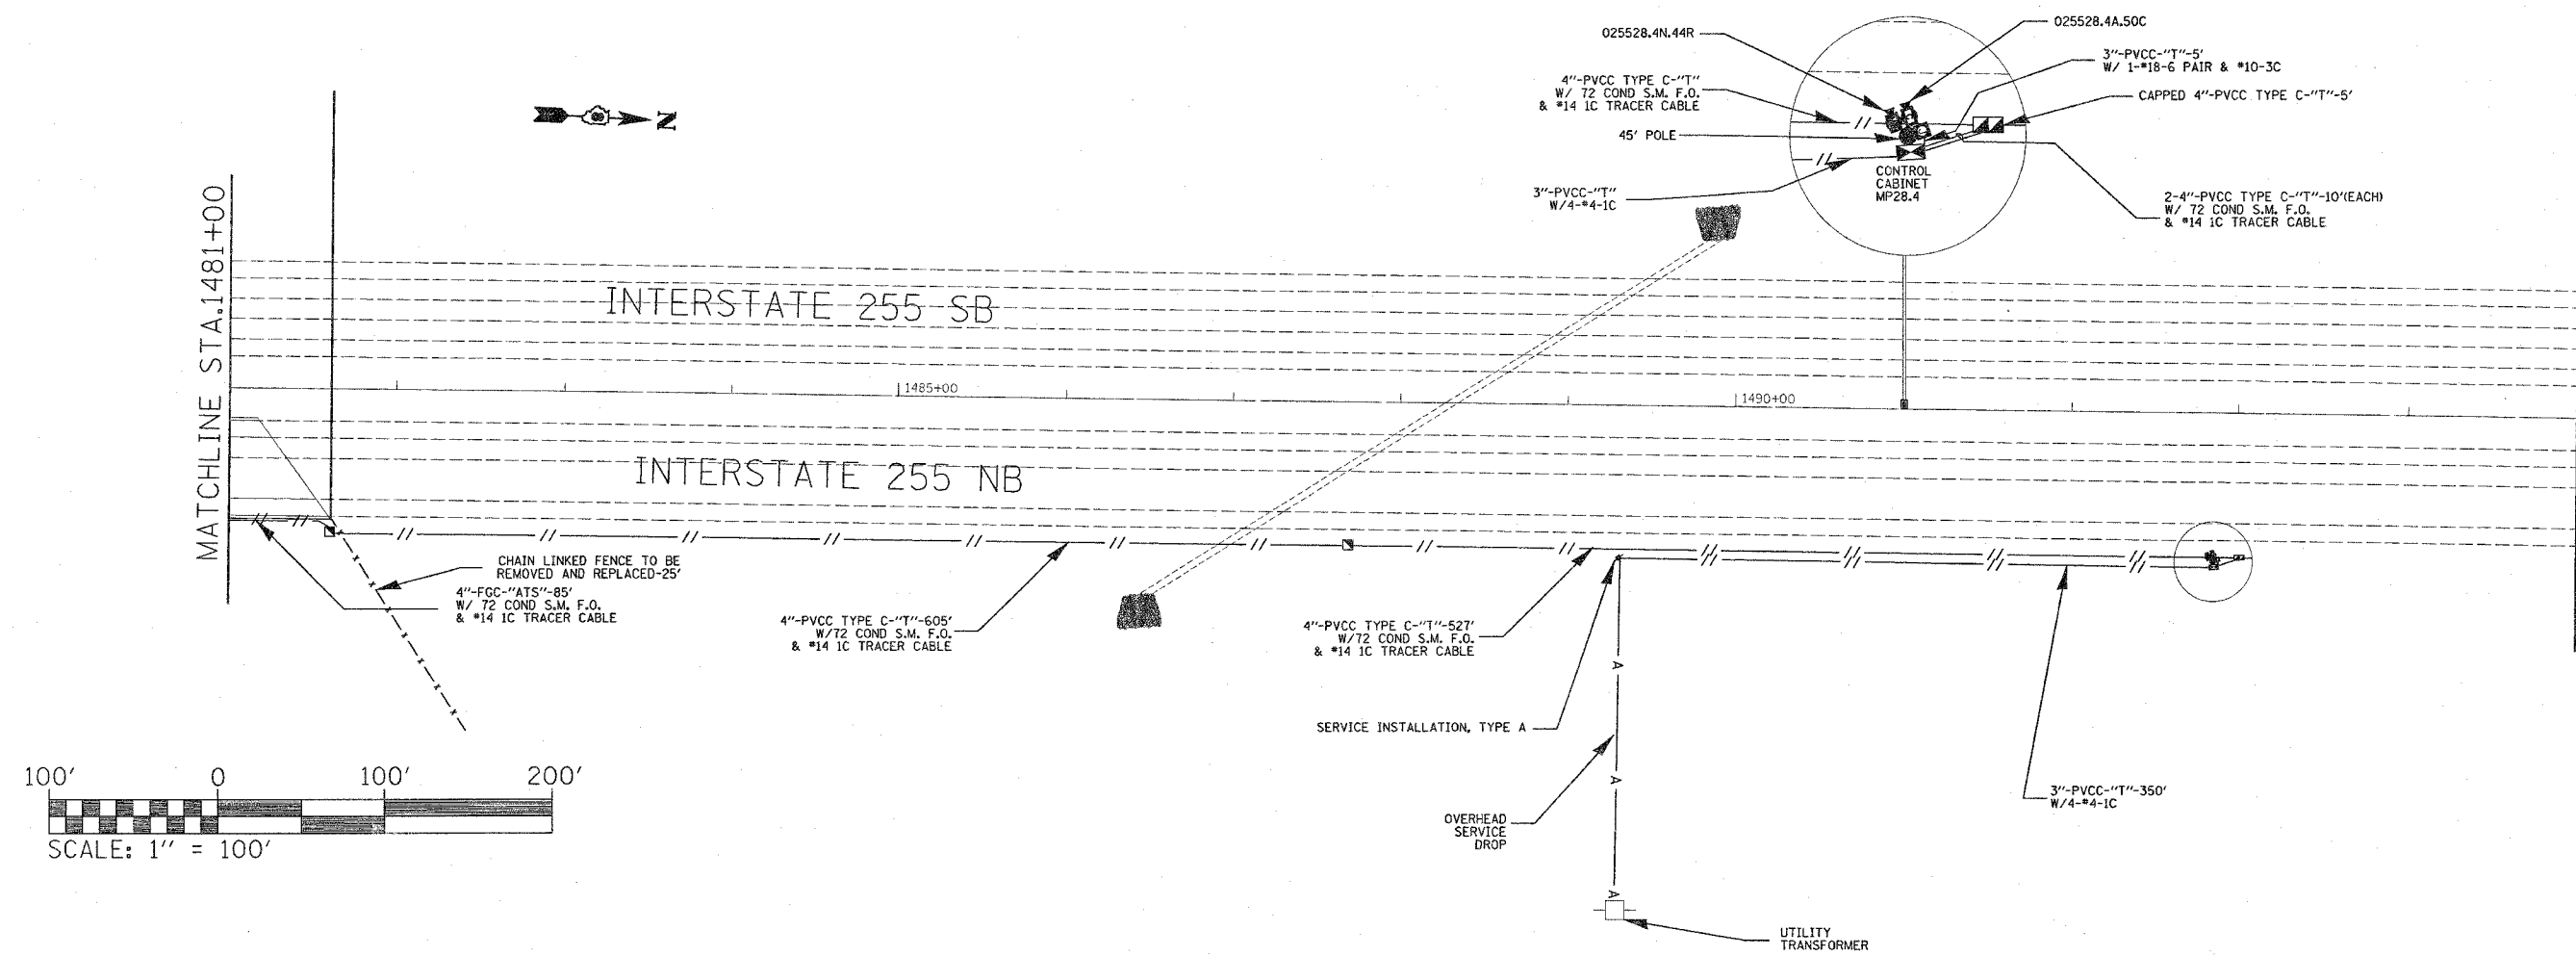 025528.4A.50C
025528.4N.44R
3"-PVCC-"T"-5'
W/ 1-#18-6 PAIR & #10-3C
4"-PVCC TYPE C-"T"
W/ 72 COND S.M. F.O.
& #14 1C TRACER CABLE
CAPPED 4"-PVCC TYPE C-"T"-5'
45' POLE
N
CONTROL
CABINET
MP28.4
3"-PVCC-"T"
W/4-#4-1C
2-4"-PVCC TYPE C-"T"-10'(EACH)
W/ 72 COND S.M. F.O.
& #14 1C TRACER CABLE
MATCHLINE STA.1481+00
INTERSTATE 255 SB
1485+00
1490+00
INTERSTATE 255 NB
CHAIN LINKED FENCE TO BE
REMOVED AND REPLACED-25'
4"-FGC-"ATS"-85'
W/ 72 COND S.M. F.O.
& #14 1C TRACER CABLE
4"-PVCC TYPE C-"T"-605'
W/72 COND S.M. F.O.
& #14 1C TRACER CABLE
4"-PVCC TYPE C-"T"-527'
W/72 COND S.M. F.O.
& #14 1C TRACER CABLE
A
SERVICE INSTALLATION, TYPE A
A
3"-PVCC-"T"-350'
W/4-#4-1C
OVERHEAD
SERVICE
DROP
A
UTILITY
TRANSFORMER
100' 0 100' 200'
SCALE: 1" = 100'